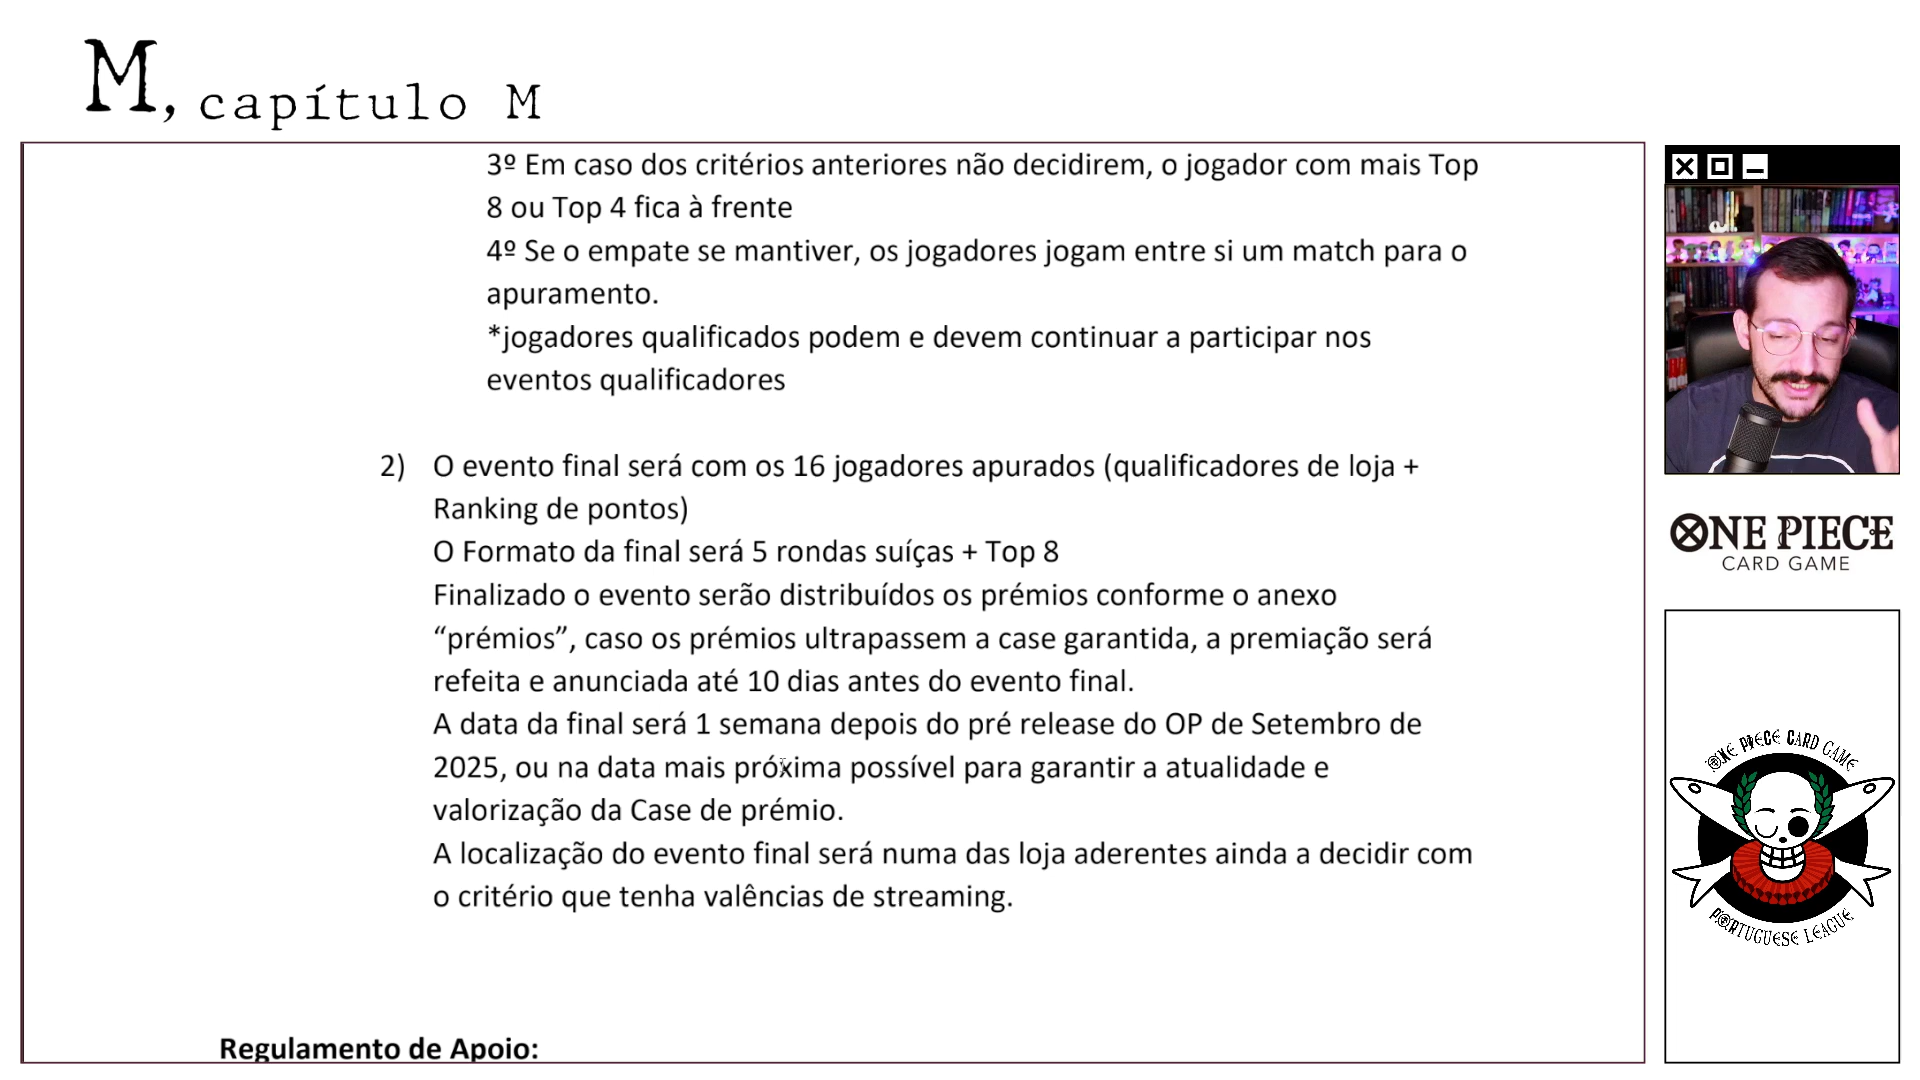 M, capítulo M
3º Em caso dos critérios anteriores não decidirem, o jogador com mais Top
8 ou Top 4 fica à frente
4º Se o empate se mantiver, os jogadores jogam entre si um match para o
apuramento.
*jogadores qualificados podem e devem continuar a participar nos
eventos qualificadores
2) O evento final será com os 16 jogadores apurados (qualificadores de loja +
Ranking de pontos)
O Formato da final será 5 rondas suíças + Top 8
Finalizado o evento serão distribuídos os prémios conforme o anexo
“prémios”, caso os prémios ultrapassem a case garantida, a premiação será
refeita e anunciada até 10 dias antes do evento final.
A data da final será 1 semana depois do pré release do OP de Setembro de
2025, ou na data mais próxima possível para garantir a atualidade e
valorização da Case de prémio.
A localização do evento final será numa das loja aderentes ainda a decidir com
o critério que tenha valências de streaming.
Regulamento de Apoio:
ONE PIECE
CARD GAME
ONE PIECE CARD GAME
PORTUGUESE LEAGUE